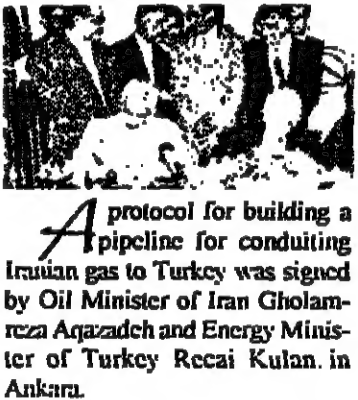 A protocol for building a
pipeline for conduiting
Iranian gas to Turkey was signed
by Oil Minister of Iran Gholam-
reza Aqazadeh and Energy Minis-
ter of Turkey Recai Kulan. in
Ankara.